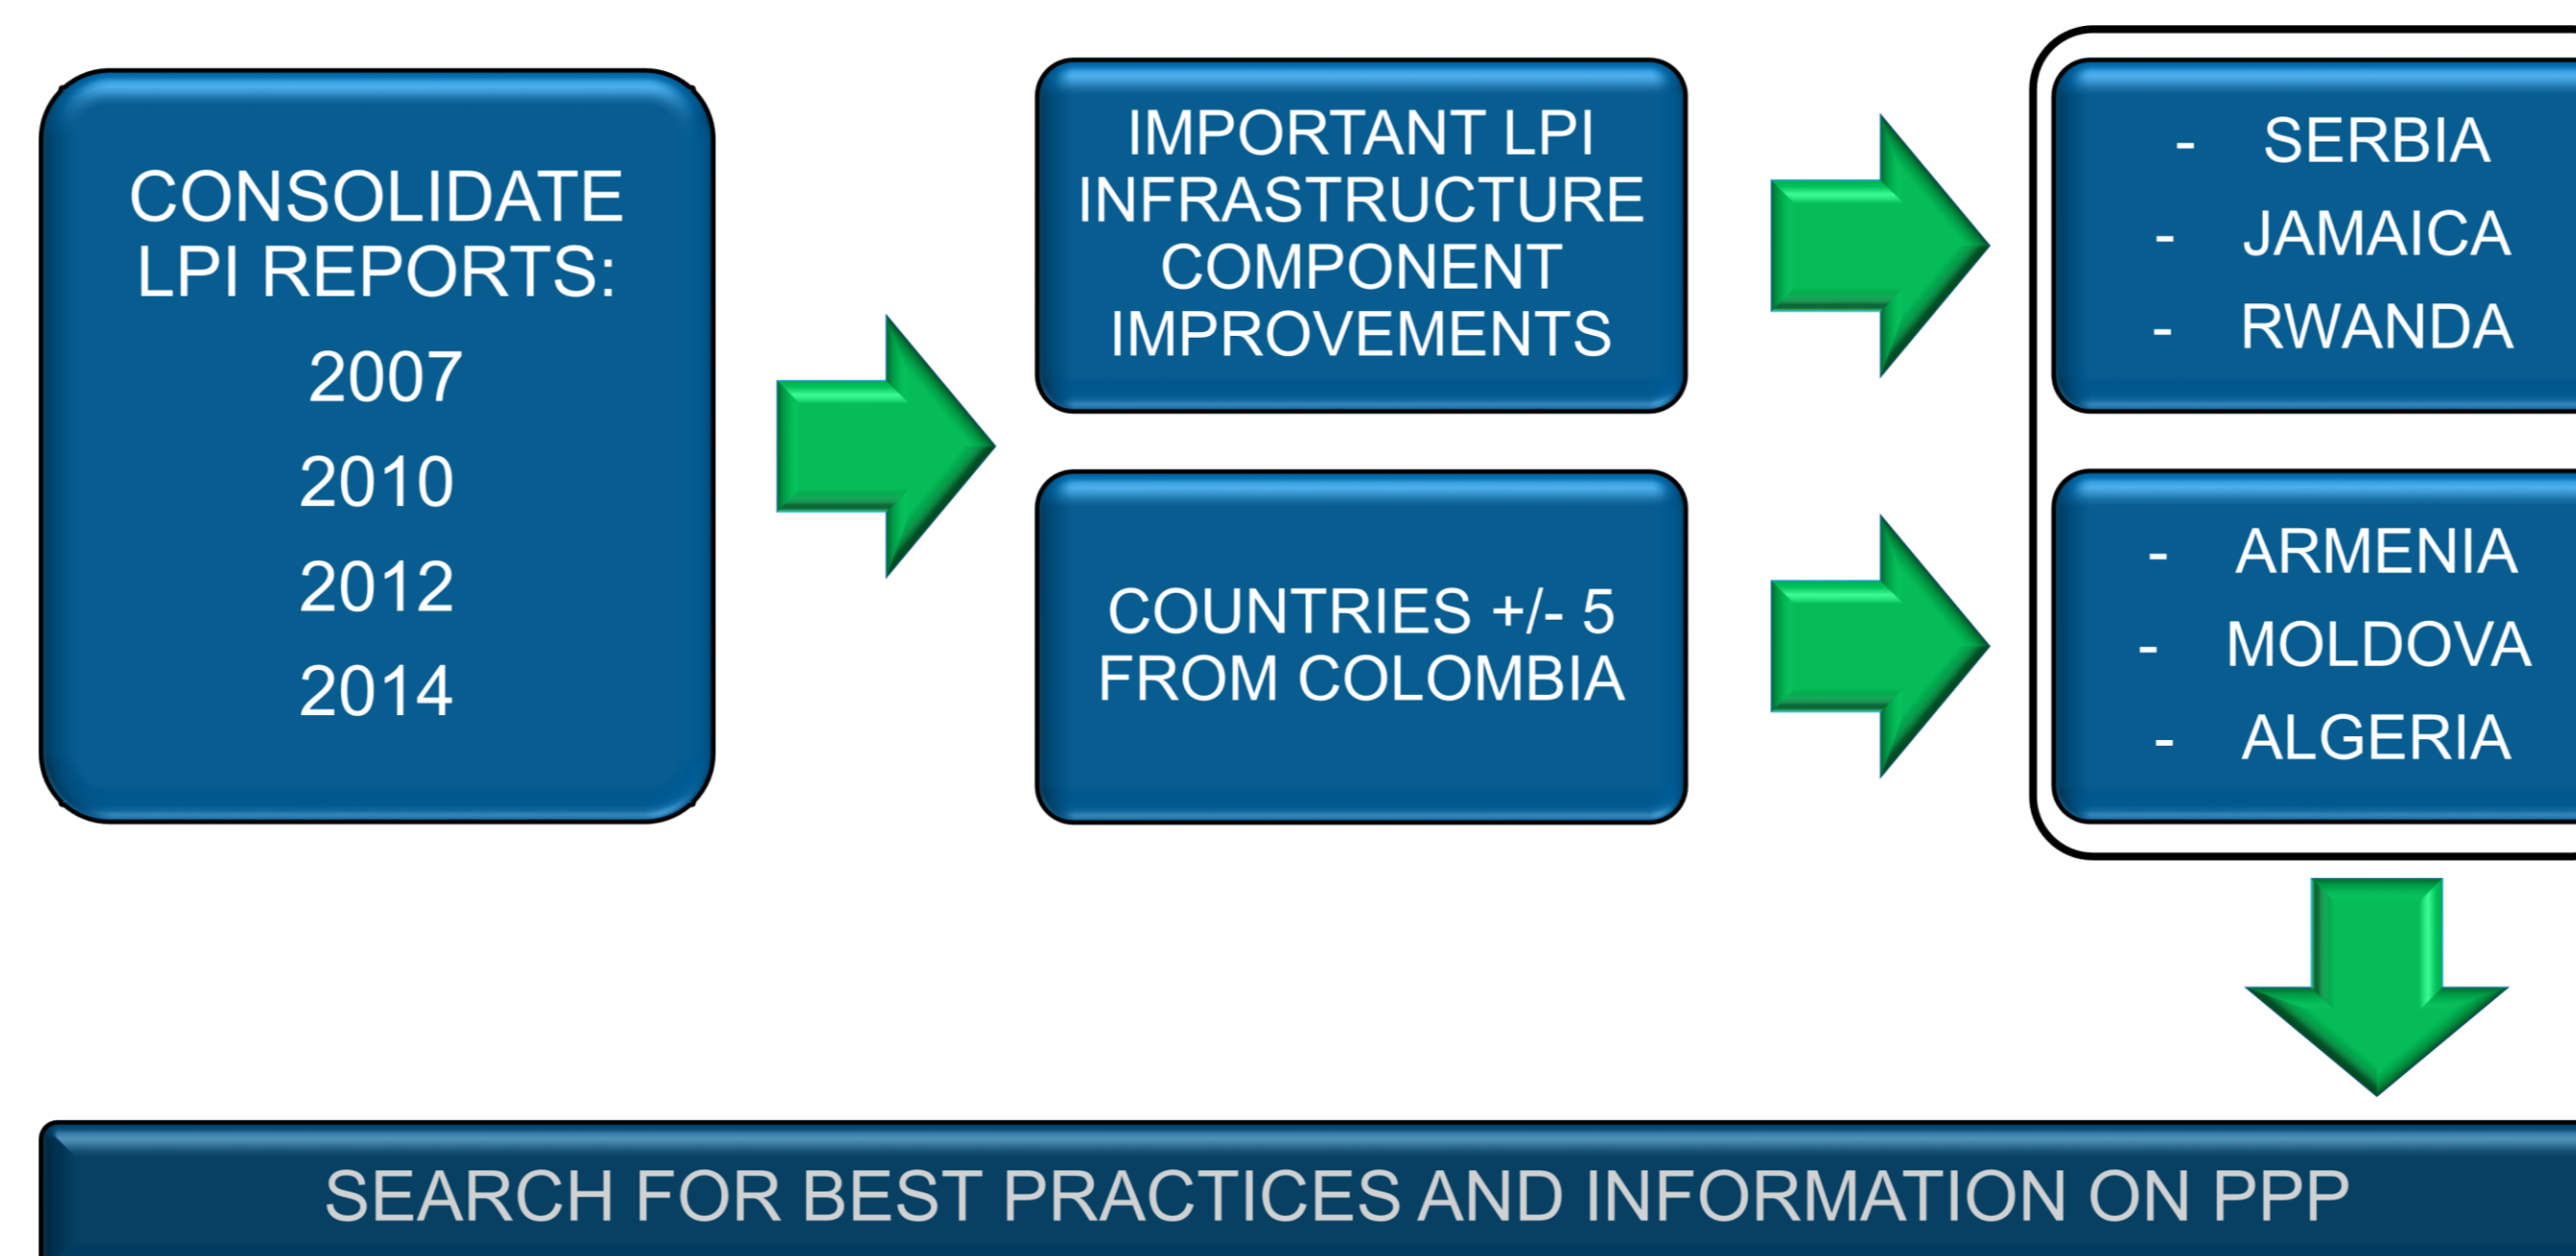 CONSOLIDATE
LPI REPORTS:
2007
2010
2012
2014
IMPORTANT LPI
INFRASTRUCTURE
COMPONENT
IMPROVEMENTS
COUNTRIES +/- 5
FROM COLOMBIA
- SERBIA
- JAMAICA
- RWANDA
- ARMENIA
- MOLDOVA
- ALGERIA
SEARCH FOR BEST PRACTICES AND INFORMATION ON PPP